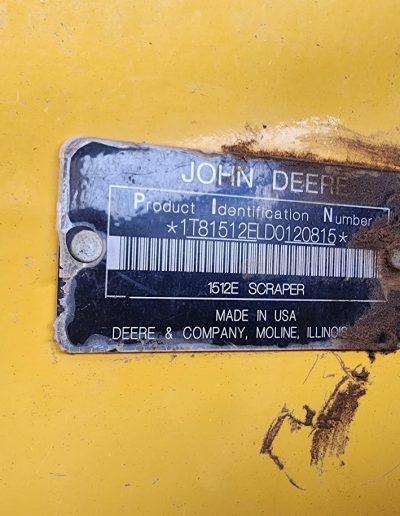 JOHN DEERE
Product Identification Number
*1T81512ELD0120815*
1512E SCRAPER
MADE IN USA
DEERE & COMPANY, MOLINE, ILLINOIS